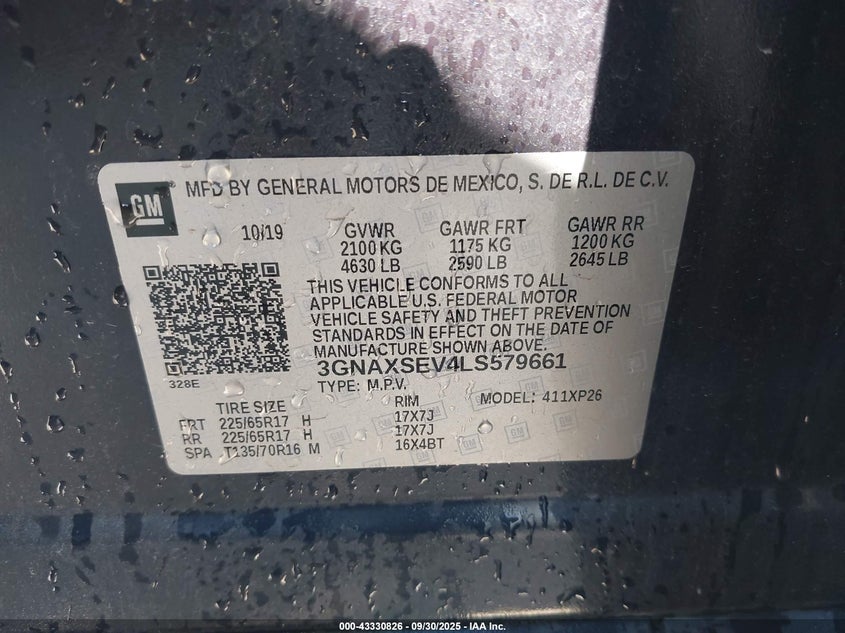 GM
MFD BY GENERAL MOTORS DE MEXICO, S. DE R.L. DE C.V.
10/19 GVWR GAWR FRT GAWR RR
2100 KG 1175 KG 1200 KG
4630 LB 2590 LB 2645 LB
THIS VEHICLE CONFORMS TO ALL
APPLICABLE U.S. FEDERAL MOTOR
VEHICLE SAFETY AND THEFT PREVENTION
STANDARDS IN EFFECT ON THE DATE OF
MANUFACTURE SHOWN ABOVE.
3GNAXSEV4LS579661
328E
TYPE: M.P.V.
TIRE SIZE RIM MODEL: 411XP26
FRT 225/65R17 H 17X7J
RR 225/65R17 H 17X7J
SPA T135/70R16 M 16X4BT
000-43330826 - 09/30/2025 - IAA Inc.